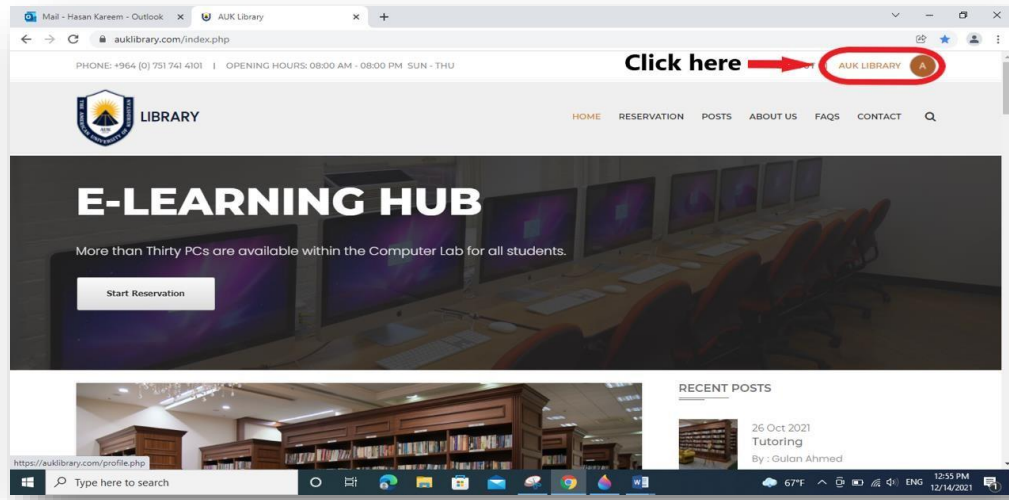 Mail - Hasan Kareem - Outlook
AUK Library
auklibrary.com/index.php
PHONE: +964 (0) 751 741 4101 | OPENING HOURS: 08:00 AM - 08:00 PM SUN - THU
Click here
AUK LIBRARY A
LIBRARY
HOME RESERVATION POSTS ABOUT US FAQS CONTACT
E-LEARNING HUB
More than Thirty PCs are available within the Computer Lab for all students.
Start Reservation
RECENT POSTS
26 Oct 2021
Tutoring
By : Gulan Ahmed
https://auklibrary.com/profile.php
Type here to search
67°F
ENG
12:55 PM
12/14/2021